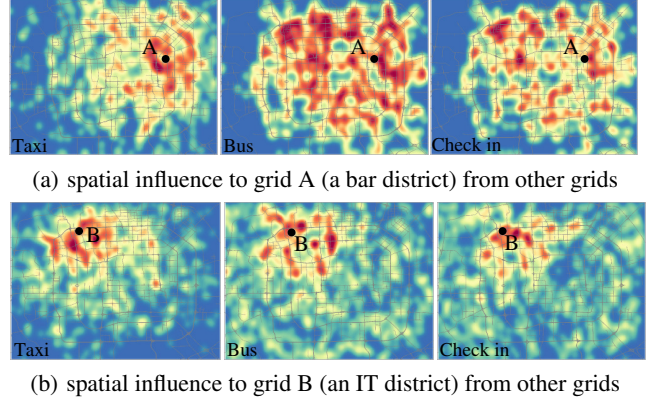 A A A
Taxi Bus Check in
(a) spatial influence to grid A (a bar district) from other grids
B B B
Taxi Bus Check in
(b) spatial influence to grid B (an IT district) from other grids